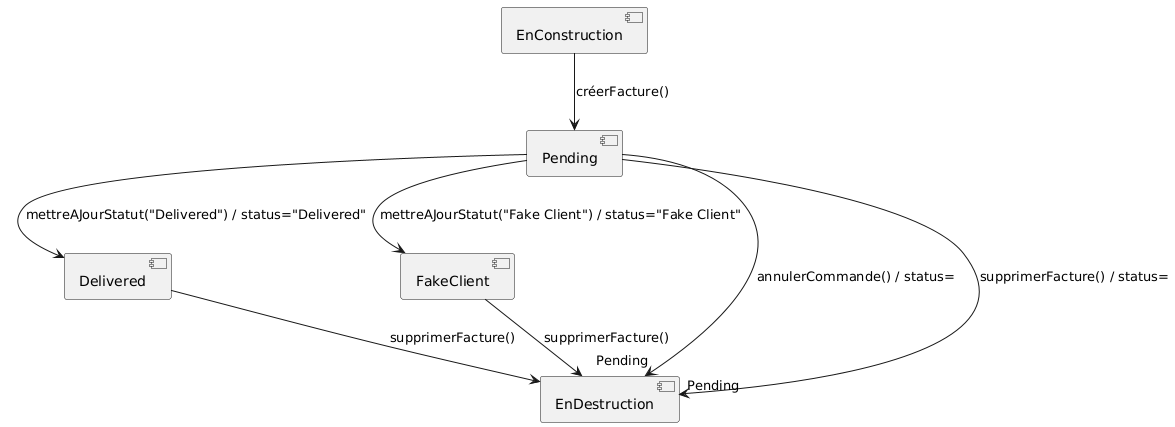 EnConstruction
créerFacture()
Pending
mettreAJourStatut("Delivered") / status="Delivered"
mettreAJourStatut("Fake Client") / status="Fake Client"
annulerCommande() / status=
supprimerFacture() / status=
Delivered
FakeClient
supprimerFacture()
supprimerFacture()
Pending
Pending
EnDestruction